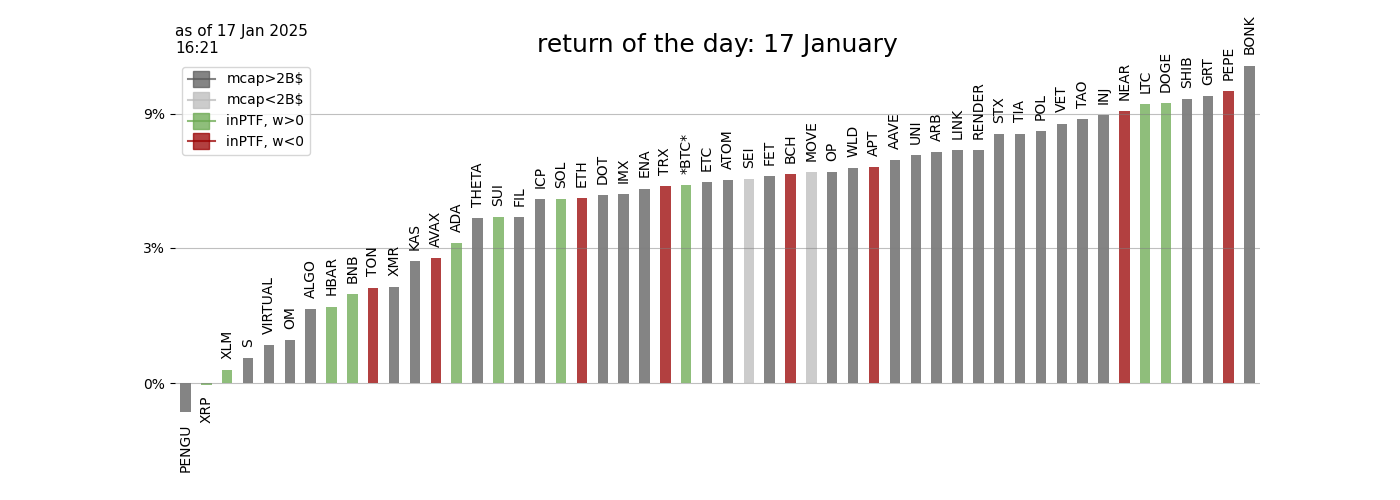 as of 17 Jan 2025
16:21
return of the day: 17 January
mcap>2B$
mcap<2B$
inPTF, w>0
inPTF, w<0
9%
3%
0%
PENGU
XRP
XLM
S
VIRTUAL
OM
ALGO
HBAR
BNB
TON
XMR
KAS
AVAX
ADA
THETA
SUI
FIL
ICP
SOL
ETH
DOT
IMX
ENA
TRX
*BTC*
ETC
ATOM
SEI
FET
BCH
MOVE
OP
WLD
APT
AAVE
UNI
ARB
LINK
RENDER
STX
TIA
POL
VET
TAO
INJ
NEAR
LTC
DOGE
SHIB
GRT
PEPE
BONK